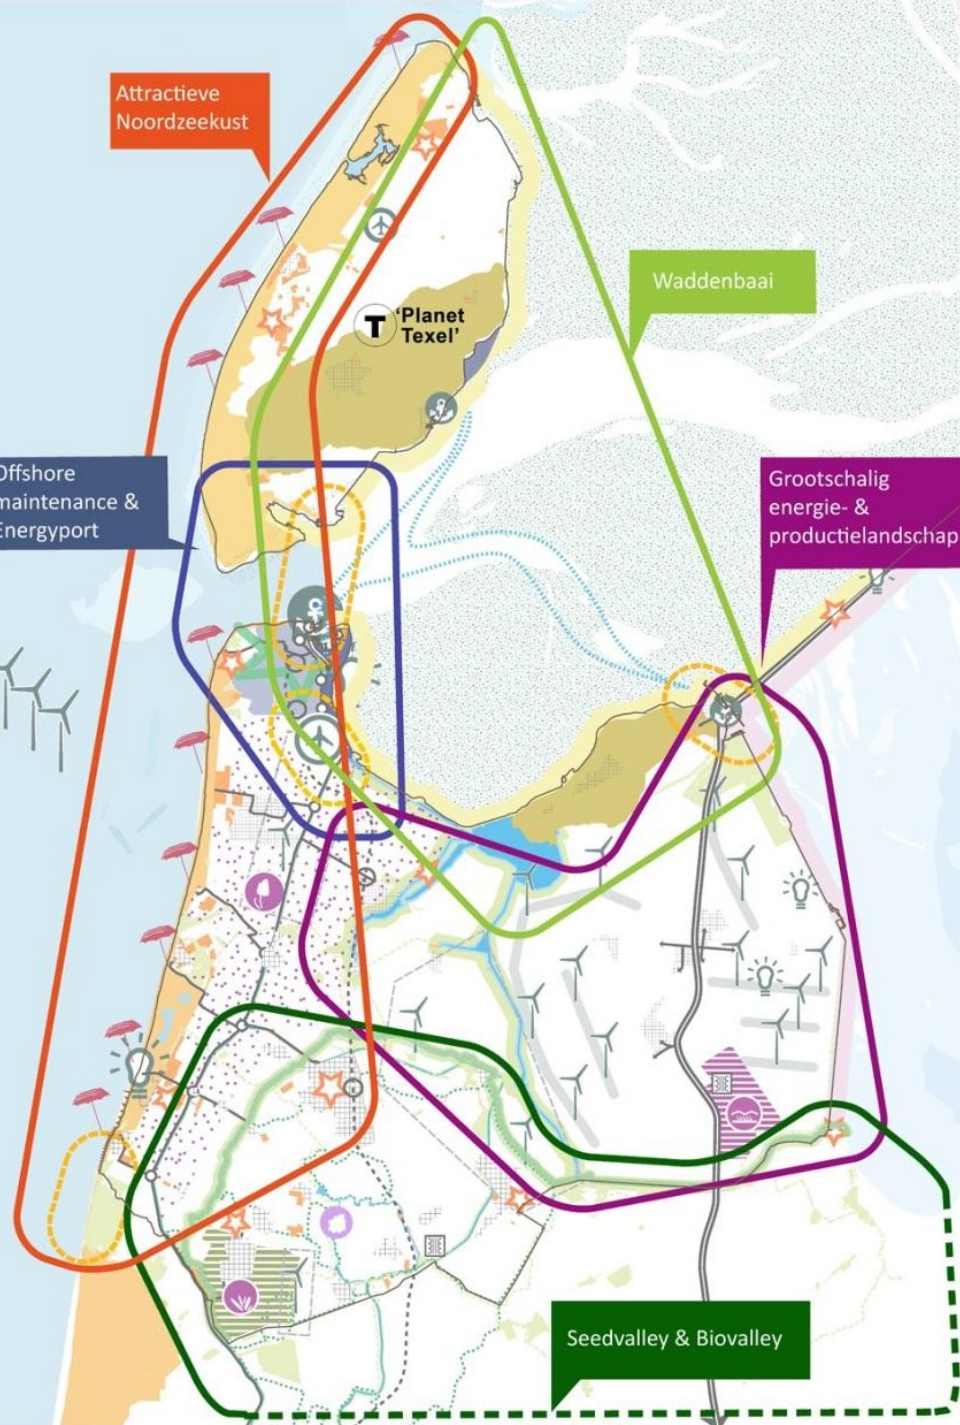 Attractieve
Noordzeekust
Waddenbaai
T 'Planet
Texel'
Offshore
maintenance &
Energyport
Grootschalig
energie- &
productielandschap
Seedvalley & Biovalley